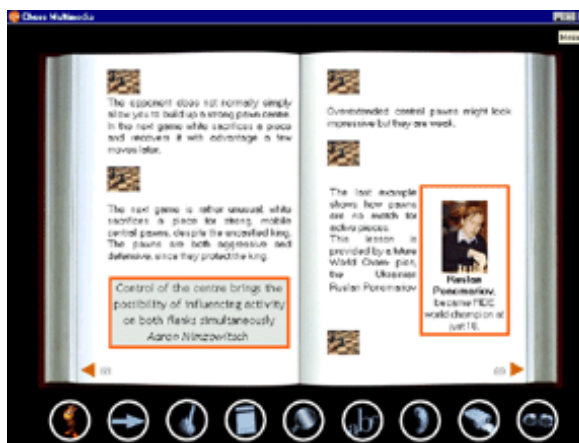 Chess Multimedia
The opponent does not normally simply
allow you to build up a strong pawn centre.
In the next game white sacrifices a piece
and recovers it with advantage a few
moves later.
The next game is rather unusual: white
sacrifices a piece for strong, mobile
central pawns, despite the uncastled king.
The pawns are both aggressive and
defensive, since they protect the king.
Control of the centre brings the
possibility of influencing activity
on both flanks simultaneously
Aaron Nimzowitsch
Overextended central pawns might look
impressive but they are weak.
The last example
shows how pawns
are no match for
active pieces.
This lesson is
provided by a future
World Cham- pion,
the Ukrainian
Ruslan Ponomariov
Ruslan
Ponomariov,
became FIDE
world champion at
just 18.
abc